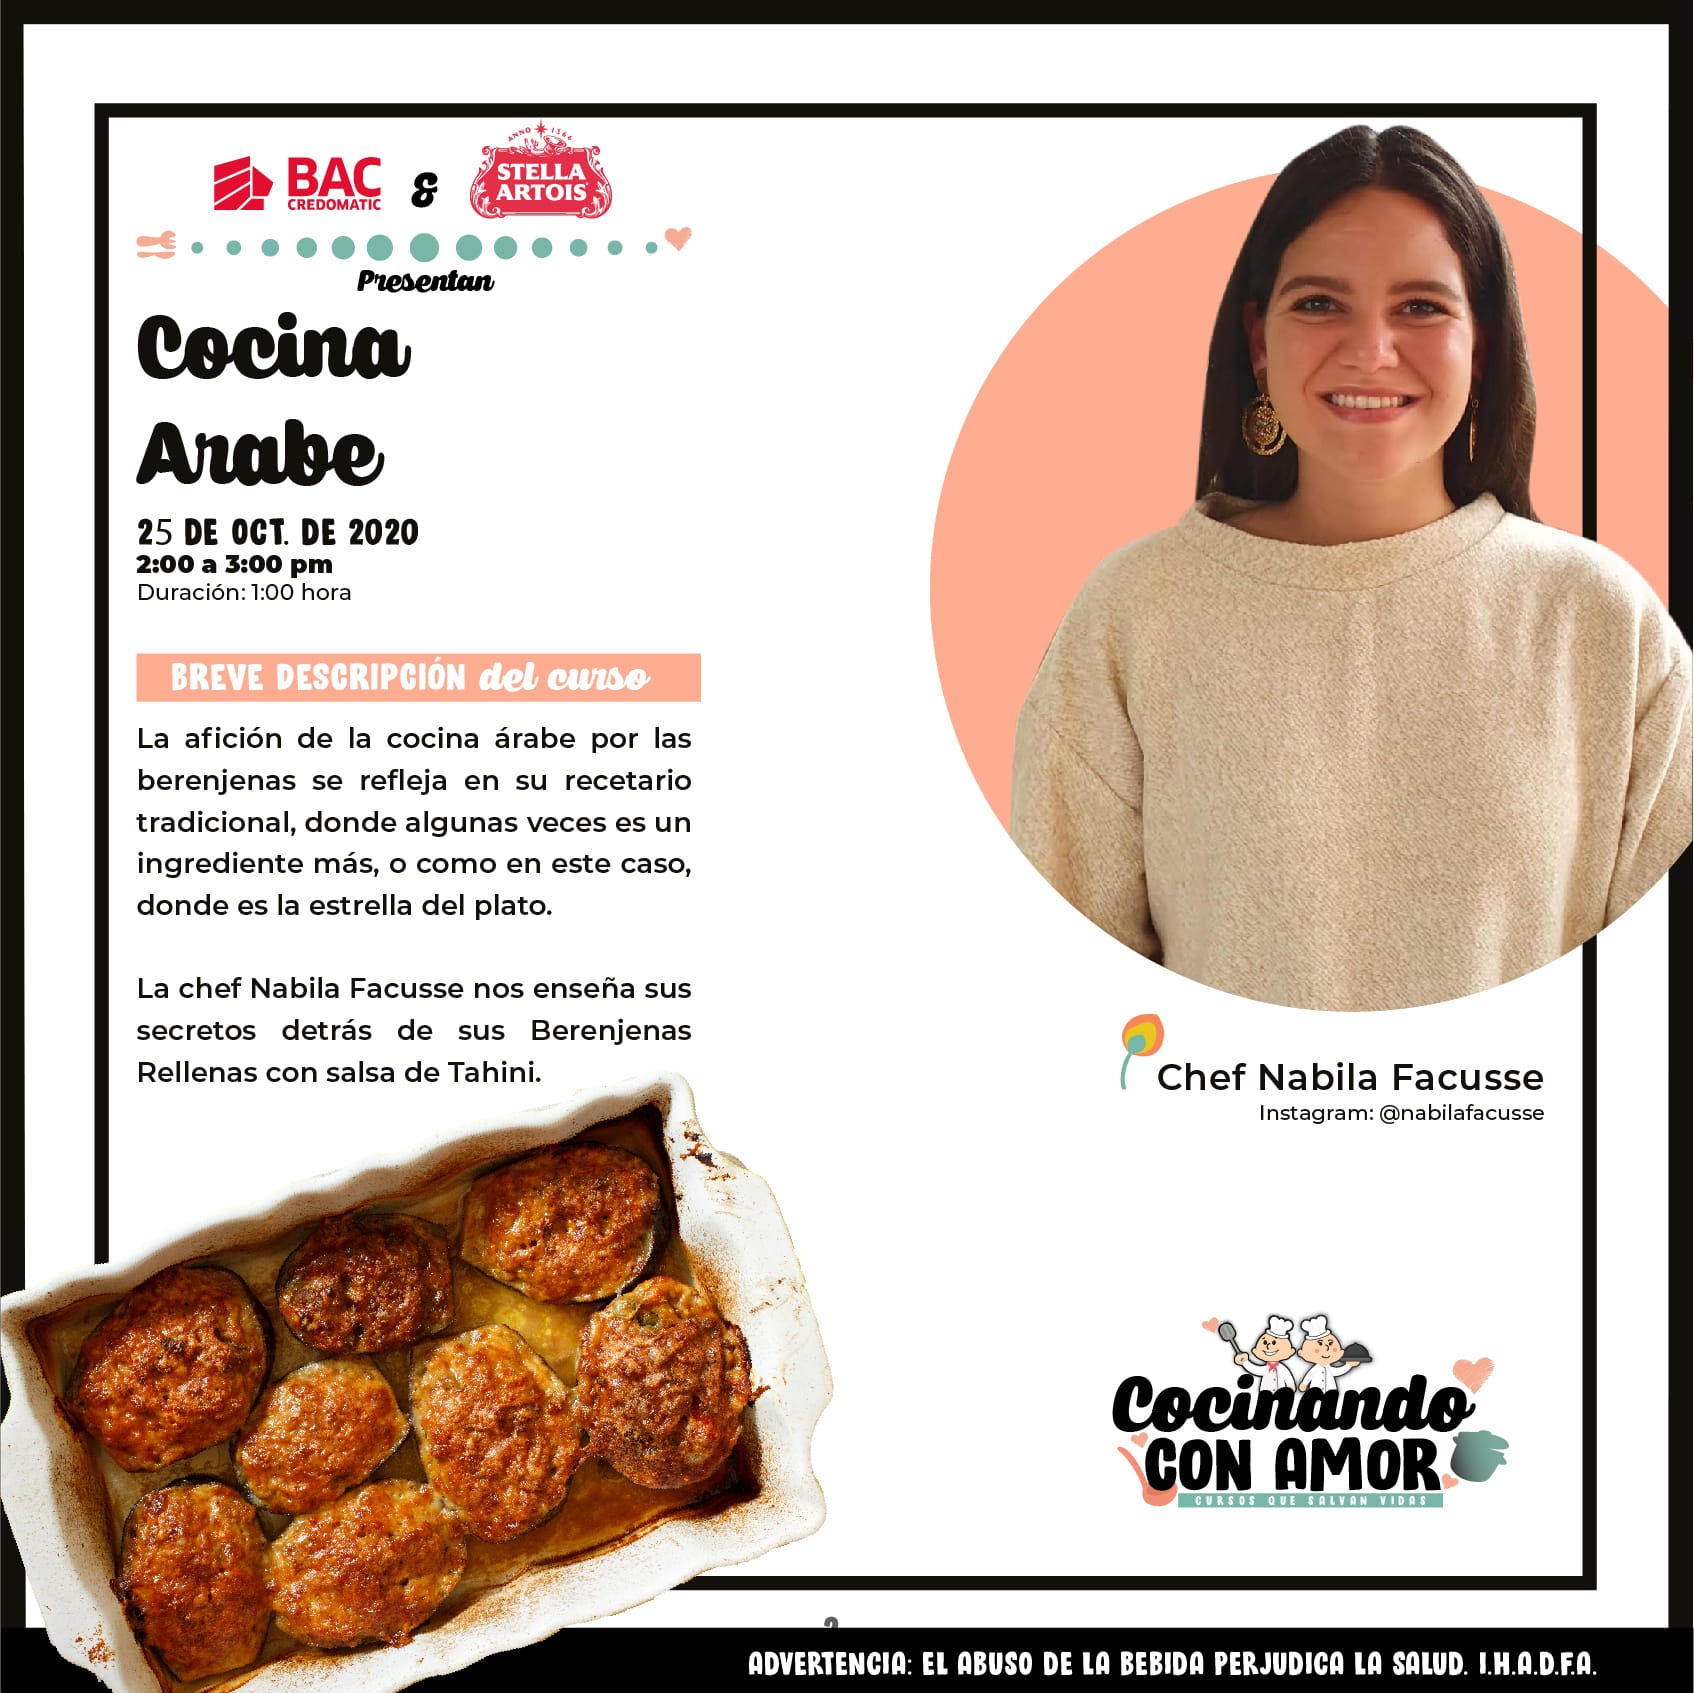 BAC
CREDOMATIC
&
ANNO 1366
STELLA
ARTOIS
Presentan
Cocina
Arabe
25 DE OCT. DE 2020
2:00 a 3:00 pm
Duración: 1:00 hora
BREVE DESCRIPCIÓN del curso
La afición de la cocina árabe por las
berenjenas se refleja en su recetario
tradicional, donde algunas veces es un
ingrediente más, o como en este caso,
donde es la estrella del plato.
La chef Nabila Facusse nos enseña sus
secretos detrás de sus Berenjenas
Rellenas con salsa de Tahini.
Chef Nabila Facusse
Instagram: @nabilafacusse
Cocinando
CON AMOR
CURSOS QUE SALVAN VIDAS
ADVERTENCIA: EL ABUSO DE LA BEBIDA PERJUDICA LA SALUD. I.H.A.D.F.A.